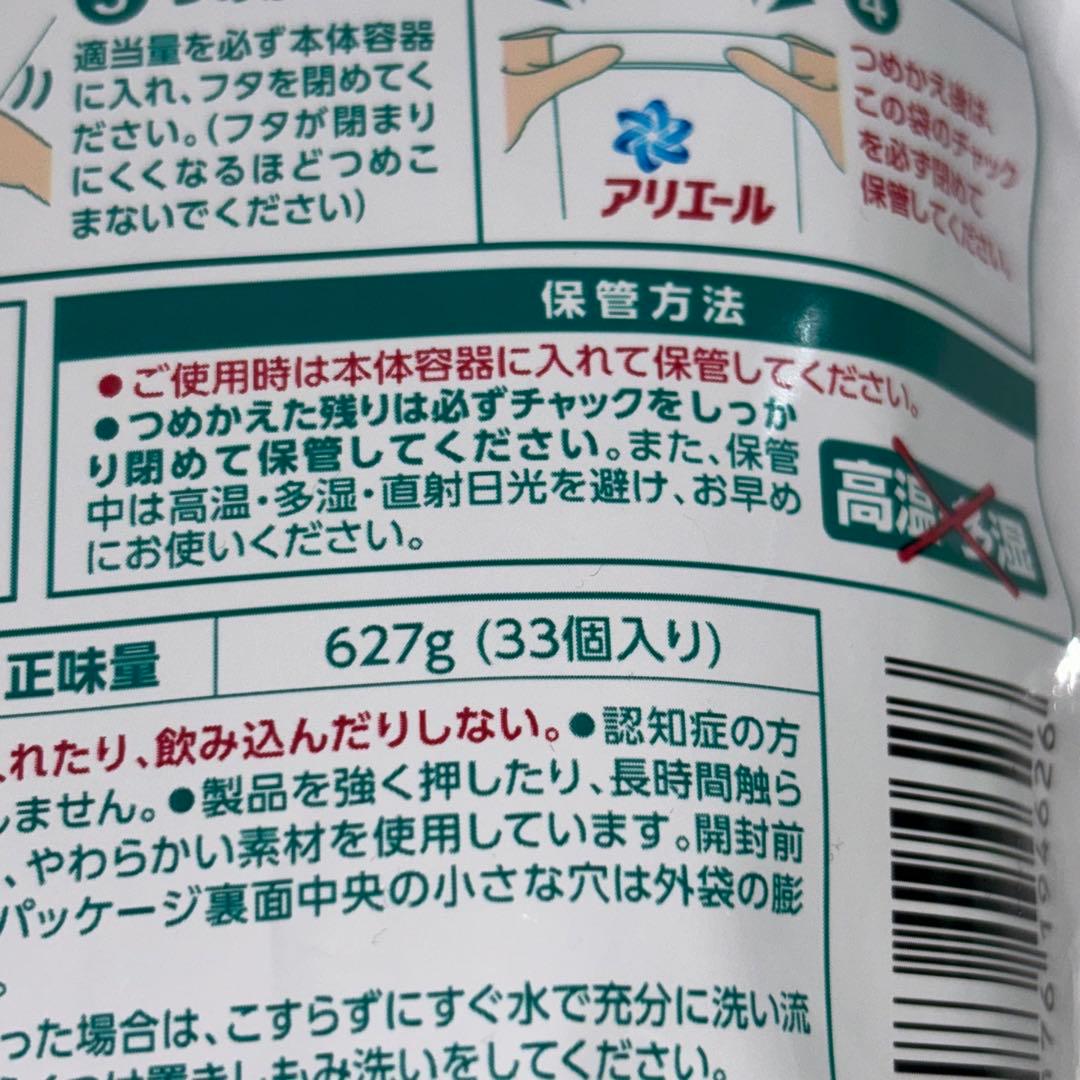 適当量を必ず本体容器
に入れ、フタを閉めてく
ださい。(フタが閉まり
にくくなるほどつめこ
まないでください)
4
アリエール
つめかえ後は、
この袋のチャック
を必ず閉めて
保管してください。
保管方法
●ご使用時は本体容器に入れて保管してください。
●つめかえた残りは必ずチャックをしっか
り閉めて保管してください。また、保管
中は高温・多湿・直射日光を避け、お早め
にお使いください。
高温・多湿
正味量
627g (33個入り)
れたり、飲み込んだりしない。●認知症の方
しません。●製品を強く押したり、長時間触ら
、やわらかい素材を使用しています。開封前
パッケージ裏面中央の小さな穴は外袋の膨
。
った場合は、こすらずにすぐ水で充分に洗い流
もみ洗いをしてください。
76194626